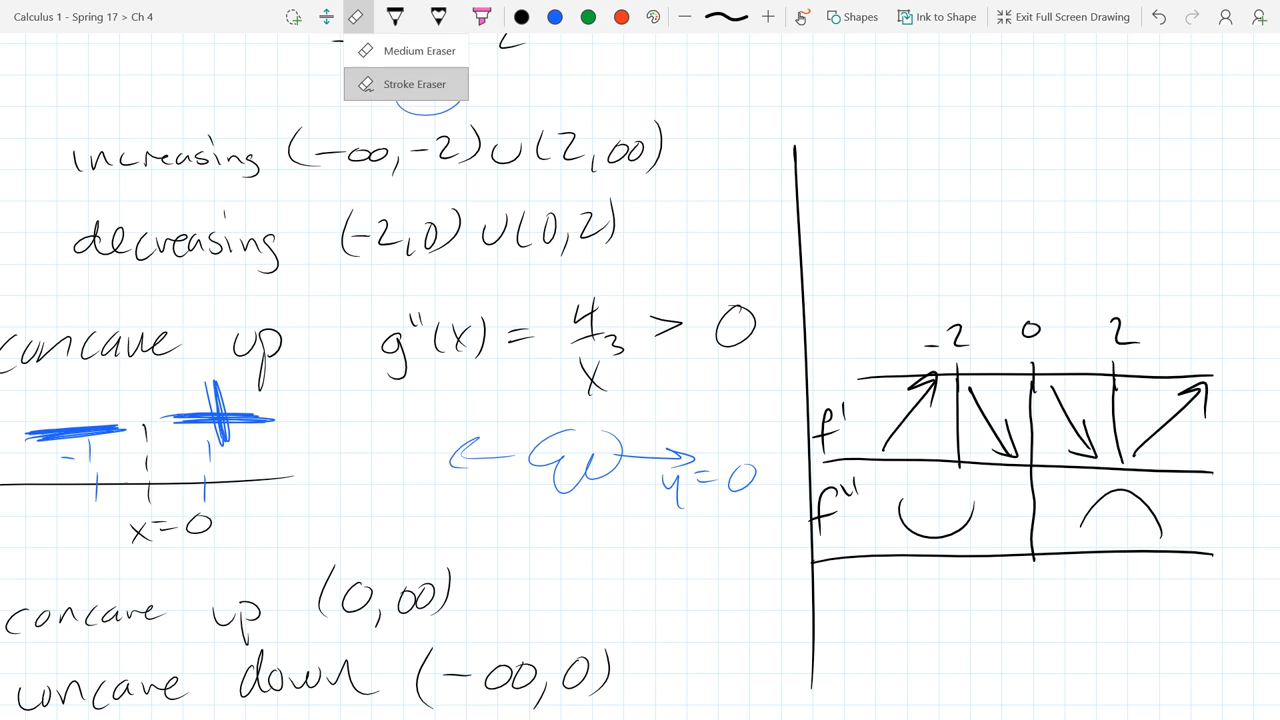 Calculus 1 - Spring 17 > Ch 4
Shapes
Ink to Shape
Exit Full Screen Drawing
Medium Eraser
Stroke Eraser
increasing (-∞,-2)∪(2,∞)
decreasing (-2,0)∪(0,2)
concave up g''(x) = 4/x³ > 0
- +
-1 1
x=0
y=0
concave up (0,∞)
concave down (-∞,0)
-2 0 2
f'
f''